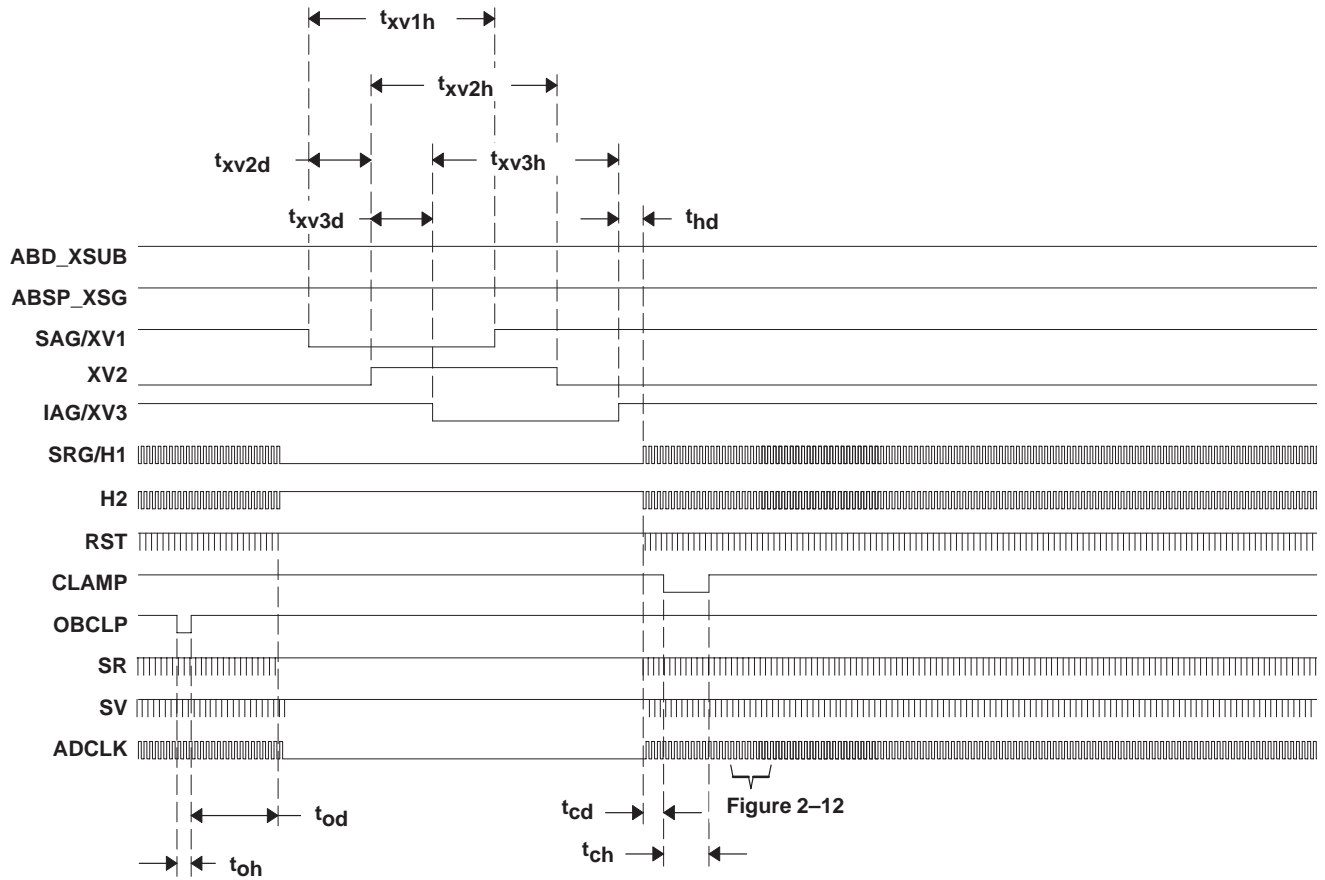 txv1h
txv2h
txv2d
txv3h
txv3d
thd
ABD_XSUB
ABSP_XSG
SAG/XV1
XV2
IAG/XV3
SRG/H1
H2
RST
CLAMP
OBCLP
SR
SV
ADCLK
Figure 2–12
tod
tcd
toh
tch